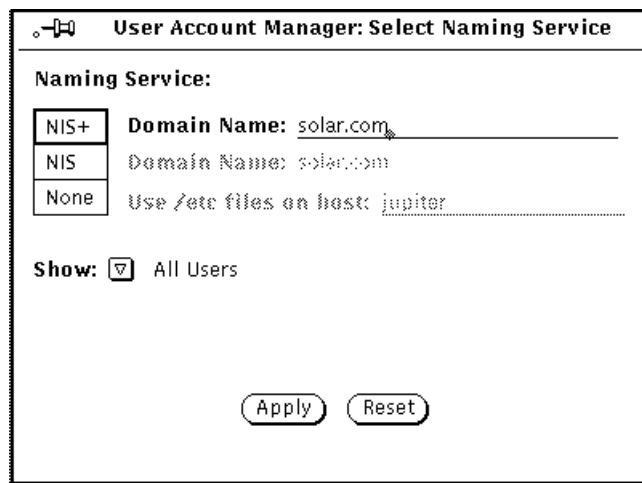 User Account Manager: Select Naming Service
Naming Service:
NIS+ Domain Name: solar.com
NIS Domain Name: solar.com
None Use /etc files on host: jupiter
Show: All Users
Apply Reset